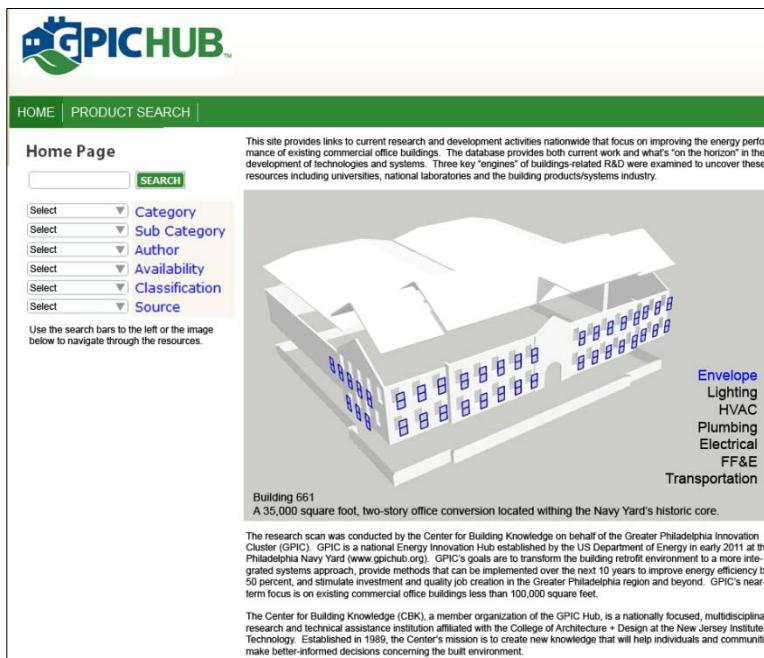 GPICHUB™
HOME
PRODUCT SEARCH
Home Page
SEARCH
Select Category
Select Sub Category
Select Author
Select Availability
Select Classification
Select Source
Use the search bars to the left or the image
below to navigate through the resources.
This site provides links to current research and development activities nationwide that focus on improving the energy perfo
mance of existing commercial office buildings. The database provides both current work and what's "on the horizon" in the
development of technologies and systems. Three key "engines" of buildings-related R&D were examined to uncover these
resources including universities, national laboratories and the building products/systems industry.
Envelope
Lighting
HVAC
Plumbing
Electrical
FF&E
Transportation
Building 661
A 35,000 square foot, two-story office conversion located withing the Navy Yard's historic core.
The research scan was conducted by the Center for Building Knowledge on behalf of the Greater Philadelphia Innovation
Cluster (GPIC). GPIC is a national Energy Innovation Hub established by the US Department of Energy in early 2011 at th
Philadelphia Navy Yard (www.gpichub.org). GPIC's goals are to transform the building retrofit environment to a more inte-
grated systems approach, provide methods that can be implemented over the next 10 years to improve energy efficiency b
50 percent, and stimulate investment and quality job creation in the Greater Philadelphia region and beyond. GPIC's near-
term focus is on existing commercial office buildings less than 100,000 square feet.
The Center for Building Knowledge (CBK), a member organization of the GPIC Hub, is a nationally focused, multidisciplina
research and technical assistance institution affiliated with the College of Architecture + Design at the New Jersey Institute
Technology. Established in 1989, the Center's mission is to create new knowledge that will help individuals and communiti
make better-informed decisions concerning the built environment.